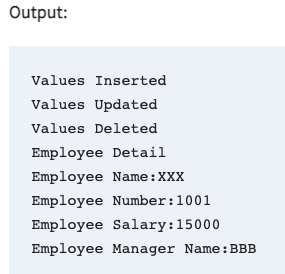 Output:
Values Inserted
Values Updated
Values Deleted
Employee Detail
Employee Name:XXX
Employee Number:1001
Employee Salary:15000
Employee Manager Name:BBB